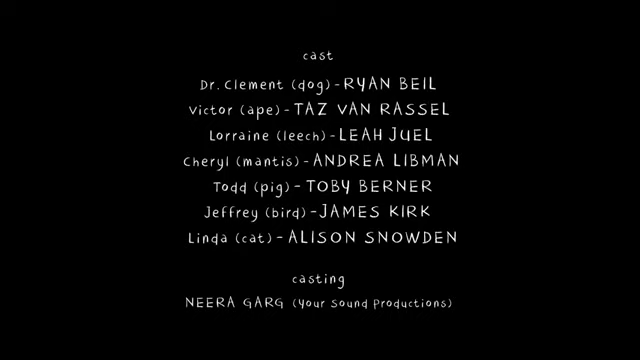 cast
Dr. Clement (dog) - RYAN BEIL
Victor (ape) - TAZ VAN RASSEL
Lorraine (leech) - LEAH JUEL
Cheryl (mantis) - ANDREA LIBMAN
Todd (pig) - TOBY BERNER
Jeffrey (bird) - JAMES KIRK
Linda (cat) - ALISON SNOWDEN
casting
NEERA GARG (Your Sound Productions)